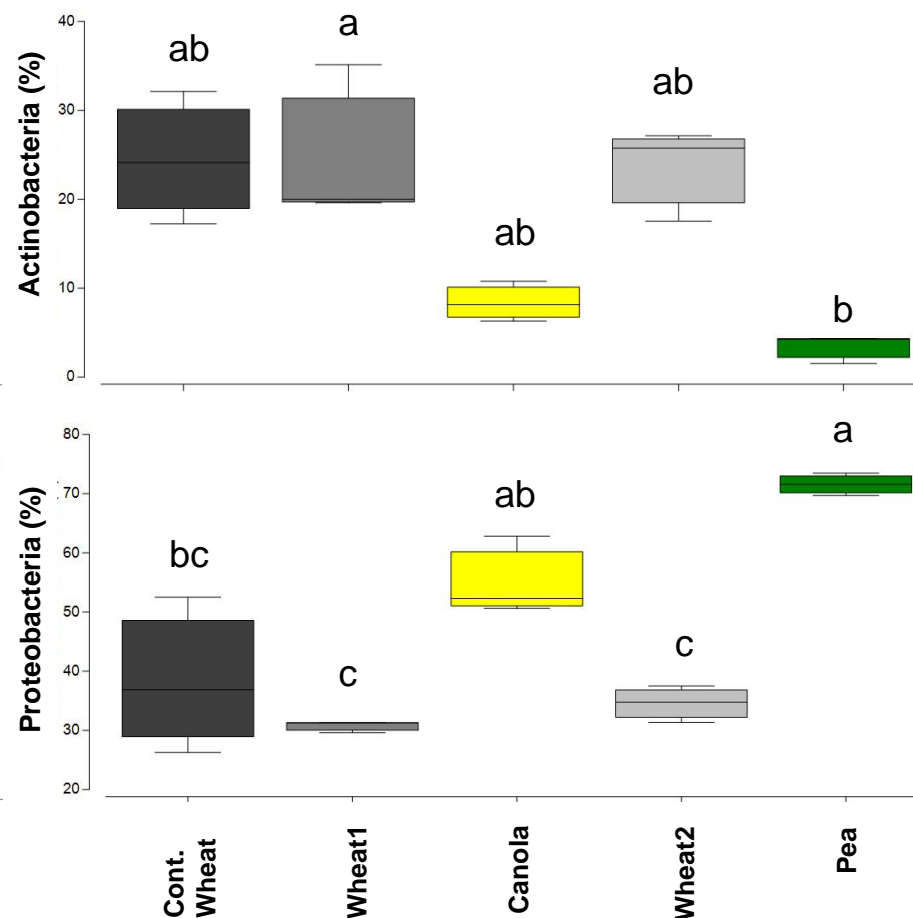 Actinobacteria (%)
40
30
20
10
0
ab
a
ab
ab
b
Proteobacteria (%)
80
70
60
50
40
30
20
bc
c
ab
c
a
Cont.
Wheat
Wheat1
Canola
Wheat2
Pea